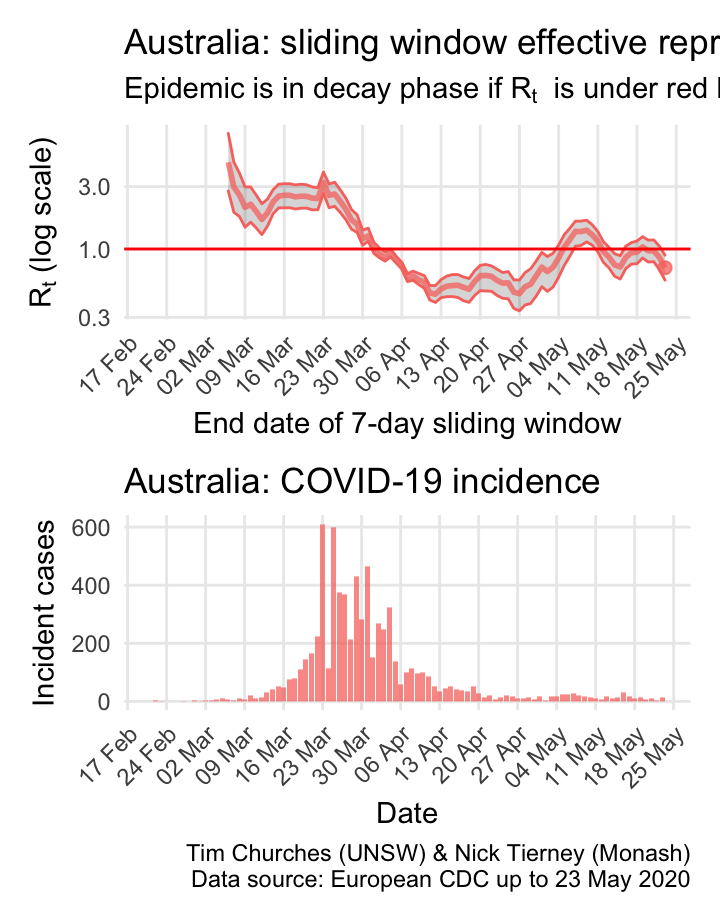 Australia: sliding window effective repr
Epidemic is in decay phase if Rt is under red
Rt (log scale)
3.0
1.0
0.3
17 Feb
24 Feb
02 Mar
09 Mar
16 Mar
23 Mar
30 Mar
06 Apr
13 Apr
20 Apr
27 Apr
04 May
11 May
18 May
25 May
End date of 7-day sliding window
Australia: COVID-19 incidence
Incident cases
600
400
200
0
17 Feb
24 Feb
02 Mar
09 Mar
16 Mar
23 Mar
30 Mar
06 Apr
13 Apr
20 Apr
27 Apr
04 May
11 May
18 May
25 May
Date
Tim Churches (UNSW) & Nick Tierney (Monash)
Data source: European CDC up to 23 May 2020